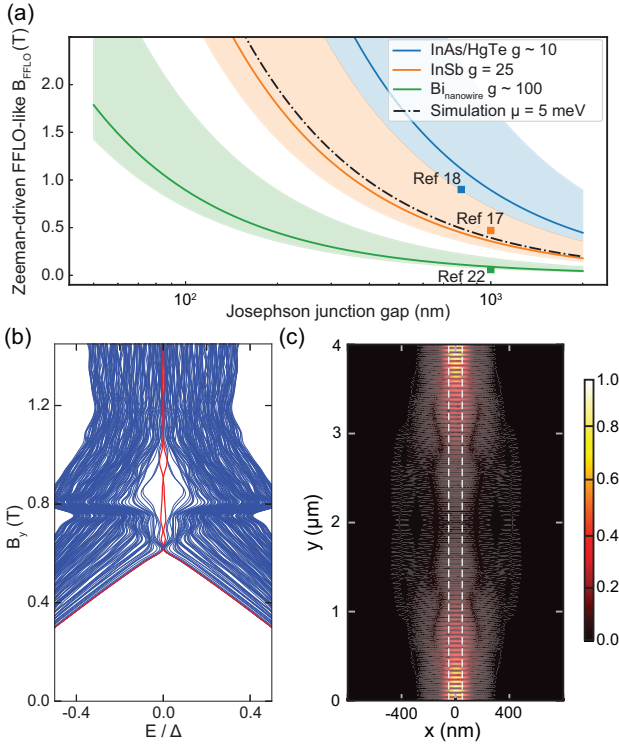 (a)
Zeeman-driven FFLO-like B_FFLO (T)
2.5
2.0
1.5
1.0
0.5
0.0
InAs/HgTe g ~ 10
InSb g = 25
Bi_nanowire g ~ 100
Simulation μ = 5 meV
Ref 18
Ref 17
Ref 22
10² 10³
Josephson junction gap (nm)
(b)
B_y (T)
1.2
0.8
0.4
0.0
-0.4 0.0 0.4
E / Δ
(c)
y (μm)
4
3
2
1
0
-400 0 400
x (nm)
1.0
0.8
0.6
0.4
0.2
0.0